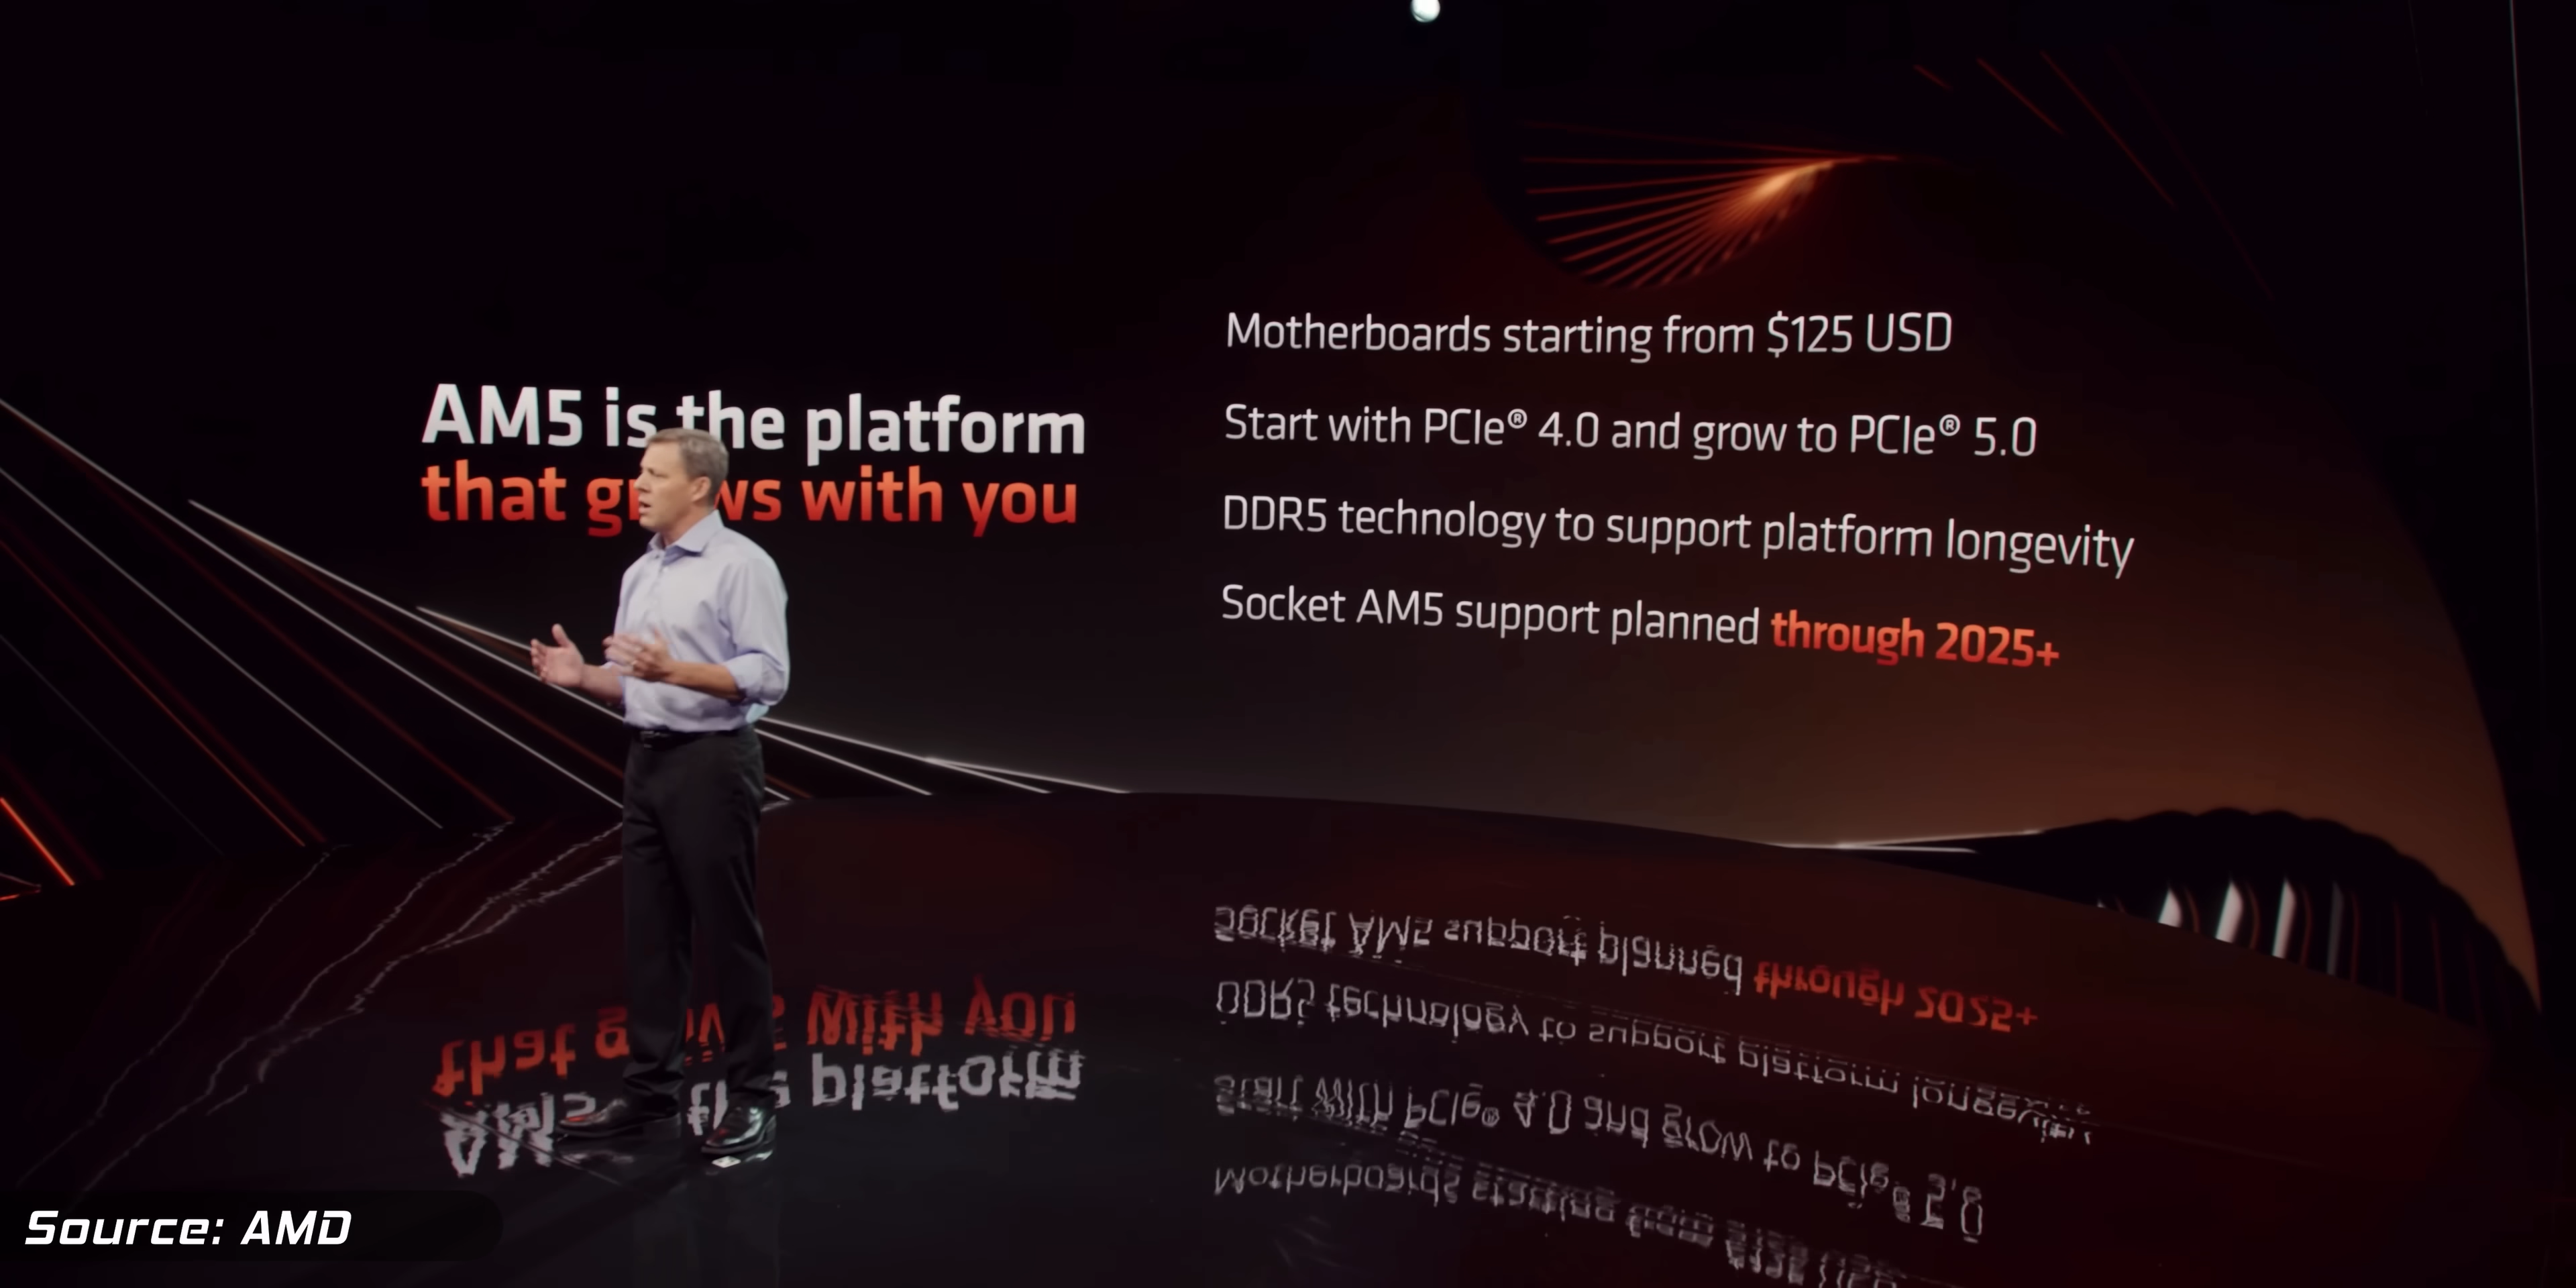 AM5 is the platform
that grows with you
Motherboards starting from $125 USD
Start with PCIe® 4.0 and grow to PCIe® 5.0
DDR5 technology to support platform longevity
Socket AM5 support planned through 2025+
Source: AMD